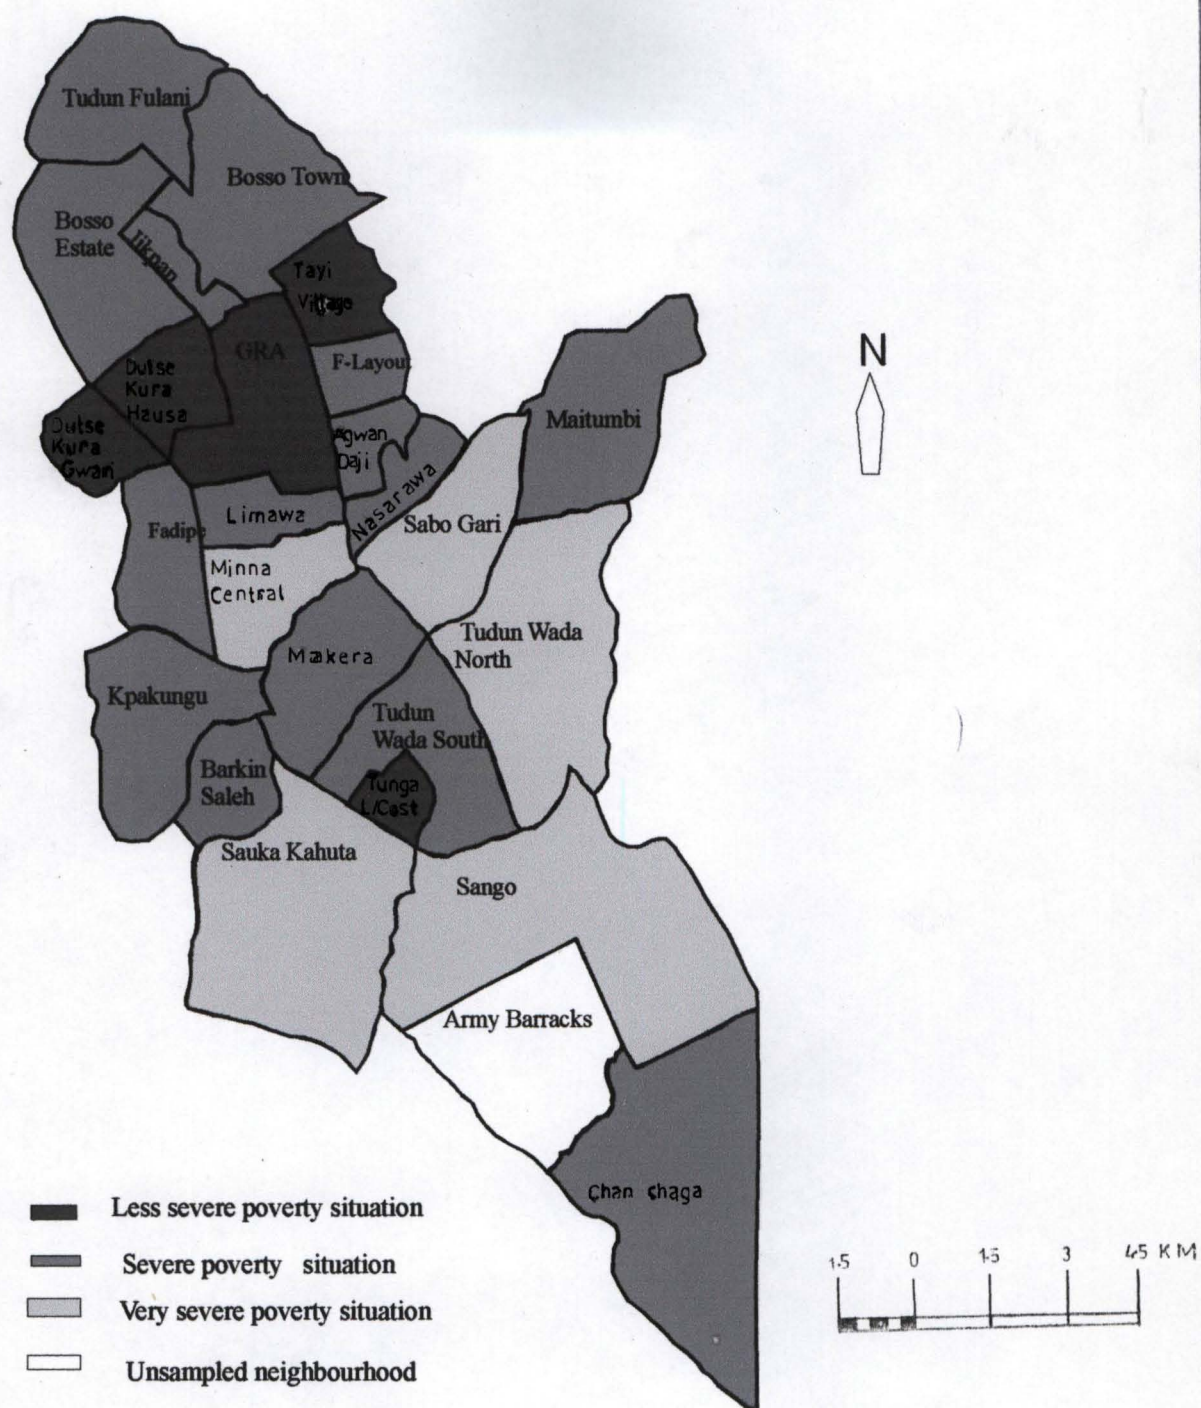 Tudun Fulani
Bosso Town
Bosso
Estate
Jikpan
Tayi
Village
GRA
F-Layout
Dutse
Kura
Hausa
Dutse
Kura
Gwari
Agwan
Daji
Nasarawa
Maitumbi
Limawa
Fadipe
Sabo Gari
Minna
Central
Tudun Wada
North
Makera
Kpakungu
Tudun
Wada South
Barkin
Saleh
Tunga
L/Cost
Sauka Kahuta
Sango
Army Barracks
Chan chaga
N
Less severe poverty situation
Severe poverty situation
Very severe poverty situation
Unsampled neighbourhood
1.5 0 1.5 3 4.5 KM